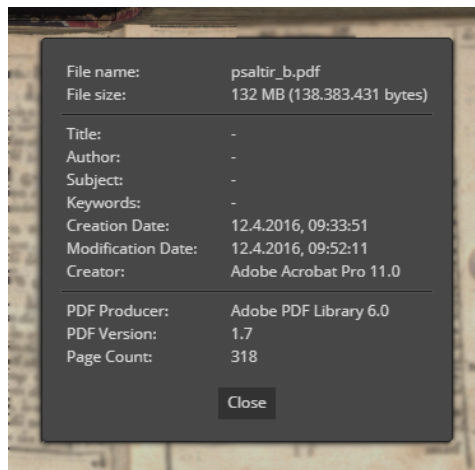 File name: psaltir_b.pdf
File size: 132 MB (138.383.431 bytes)
Title: -
Author: -
Subject: -
Keywords: -
Creation Date: 12.4.2016, 09:33:51
Modification Date: 12.4.2016, 09:52:11
Creator: Adobe Acrobat Pro 11.0
PDF Producer: Adobe PDF Library 6.0
PDF Version: 1.7
Page Count: 318
Close